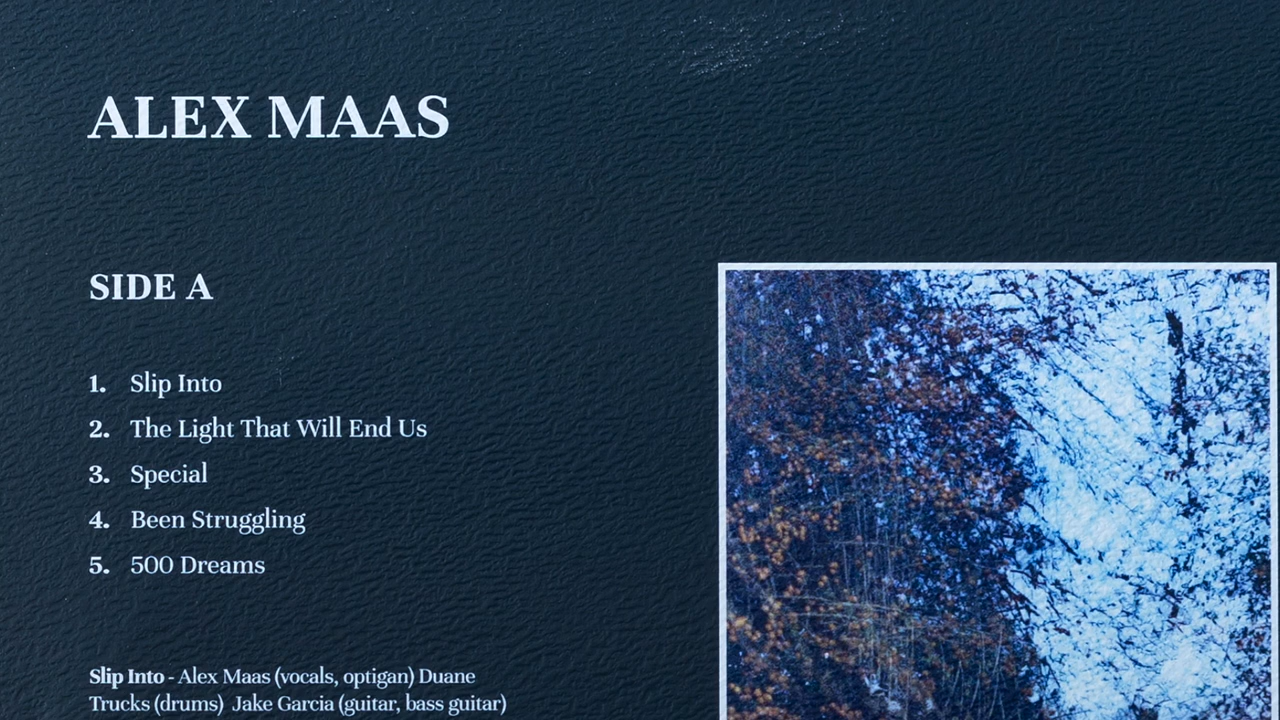 ALEX MAAS
SIDE A
1. Slip Into
2. The Light That Will End Us
3. Special
4. Been Struggling
5. 500 Dreams
Slip Into - Alex Maas (vocals, optigan) Duane
Trucks (drums) Jake Garcia (guitar, bass guitar)